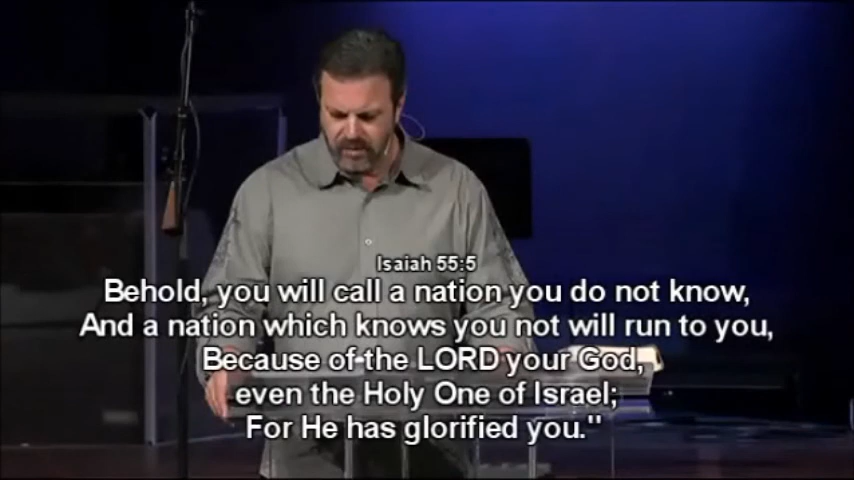 Isaiah 55:5
Behold, you will call a nation you do not know,
And a nation which knows you not will run to you,
Because of the LORD your God,
even the Holy One of Israel;
For He has glorified you."